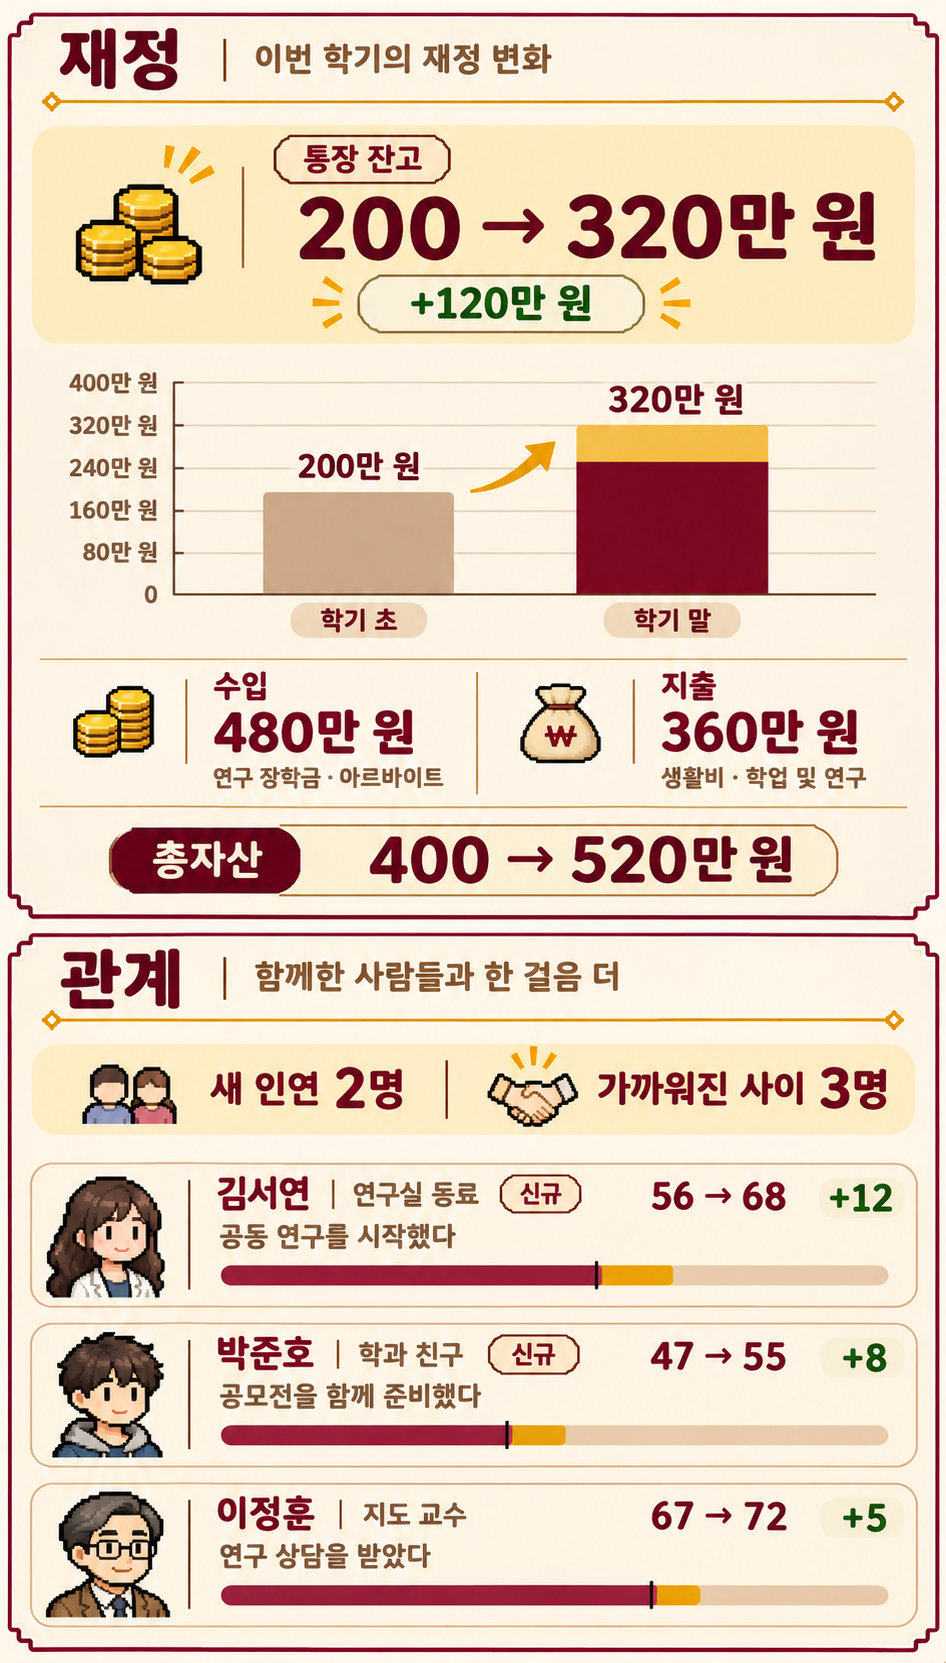 재정 | 이번 학기의 재정 변화
통장 잔고
200 → 320만 원
+120만 원
400만 원
320만 원
240만 원
160만 원
80만 원
0
200만 원
320만 원
학기 초
학기 말
수입
480만 원
연구 장학금 · 아르바이트
₩
지출
360만 원
생활비 · 학업 및 연구
총자산 400 → 520만 원
관계 | 함께한 사람들과 한 걸음 더
새 인연 2명 | 가까워진 사이 3명
김서연 | 연구실 동료 신규 56 → 68 +12
공동 연구를 시작했다
박준호 | 학과 친구 신규 47 → 55 +8
공모전을 함께 준비했다
이정훈 | 지도 교수 67 → 72 +5
연구 상담을 받았다